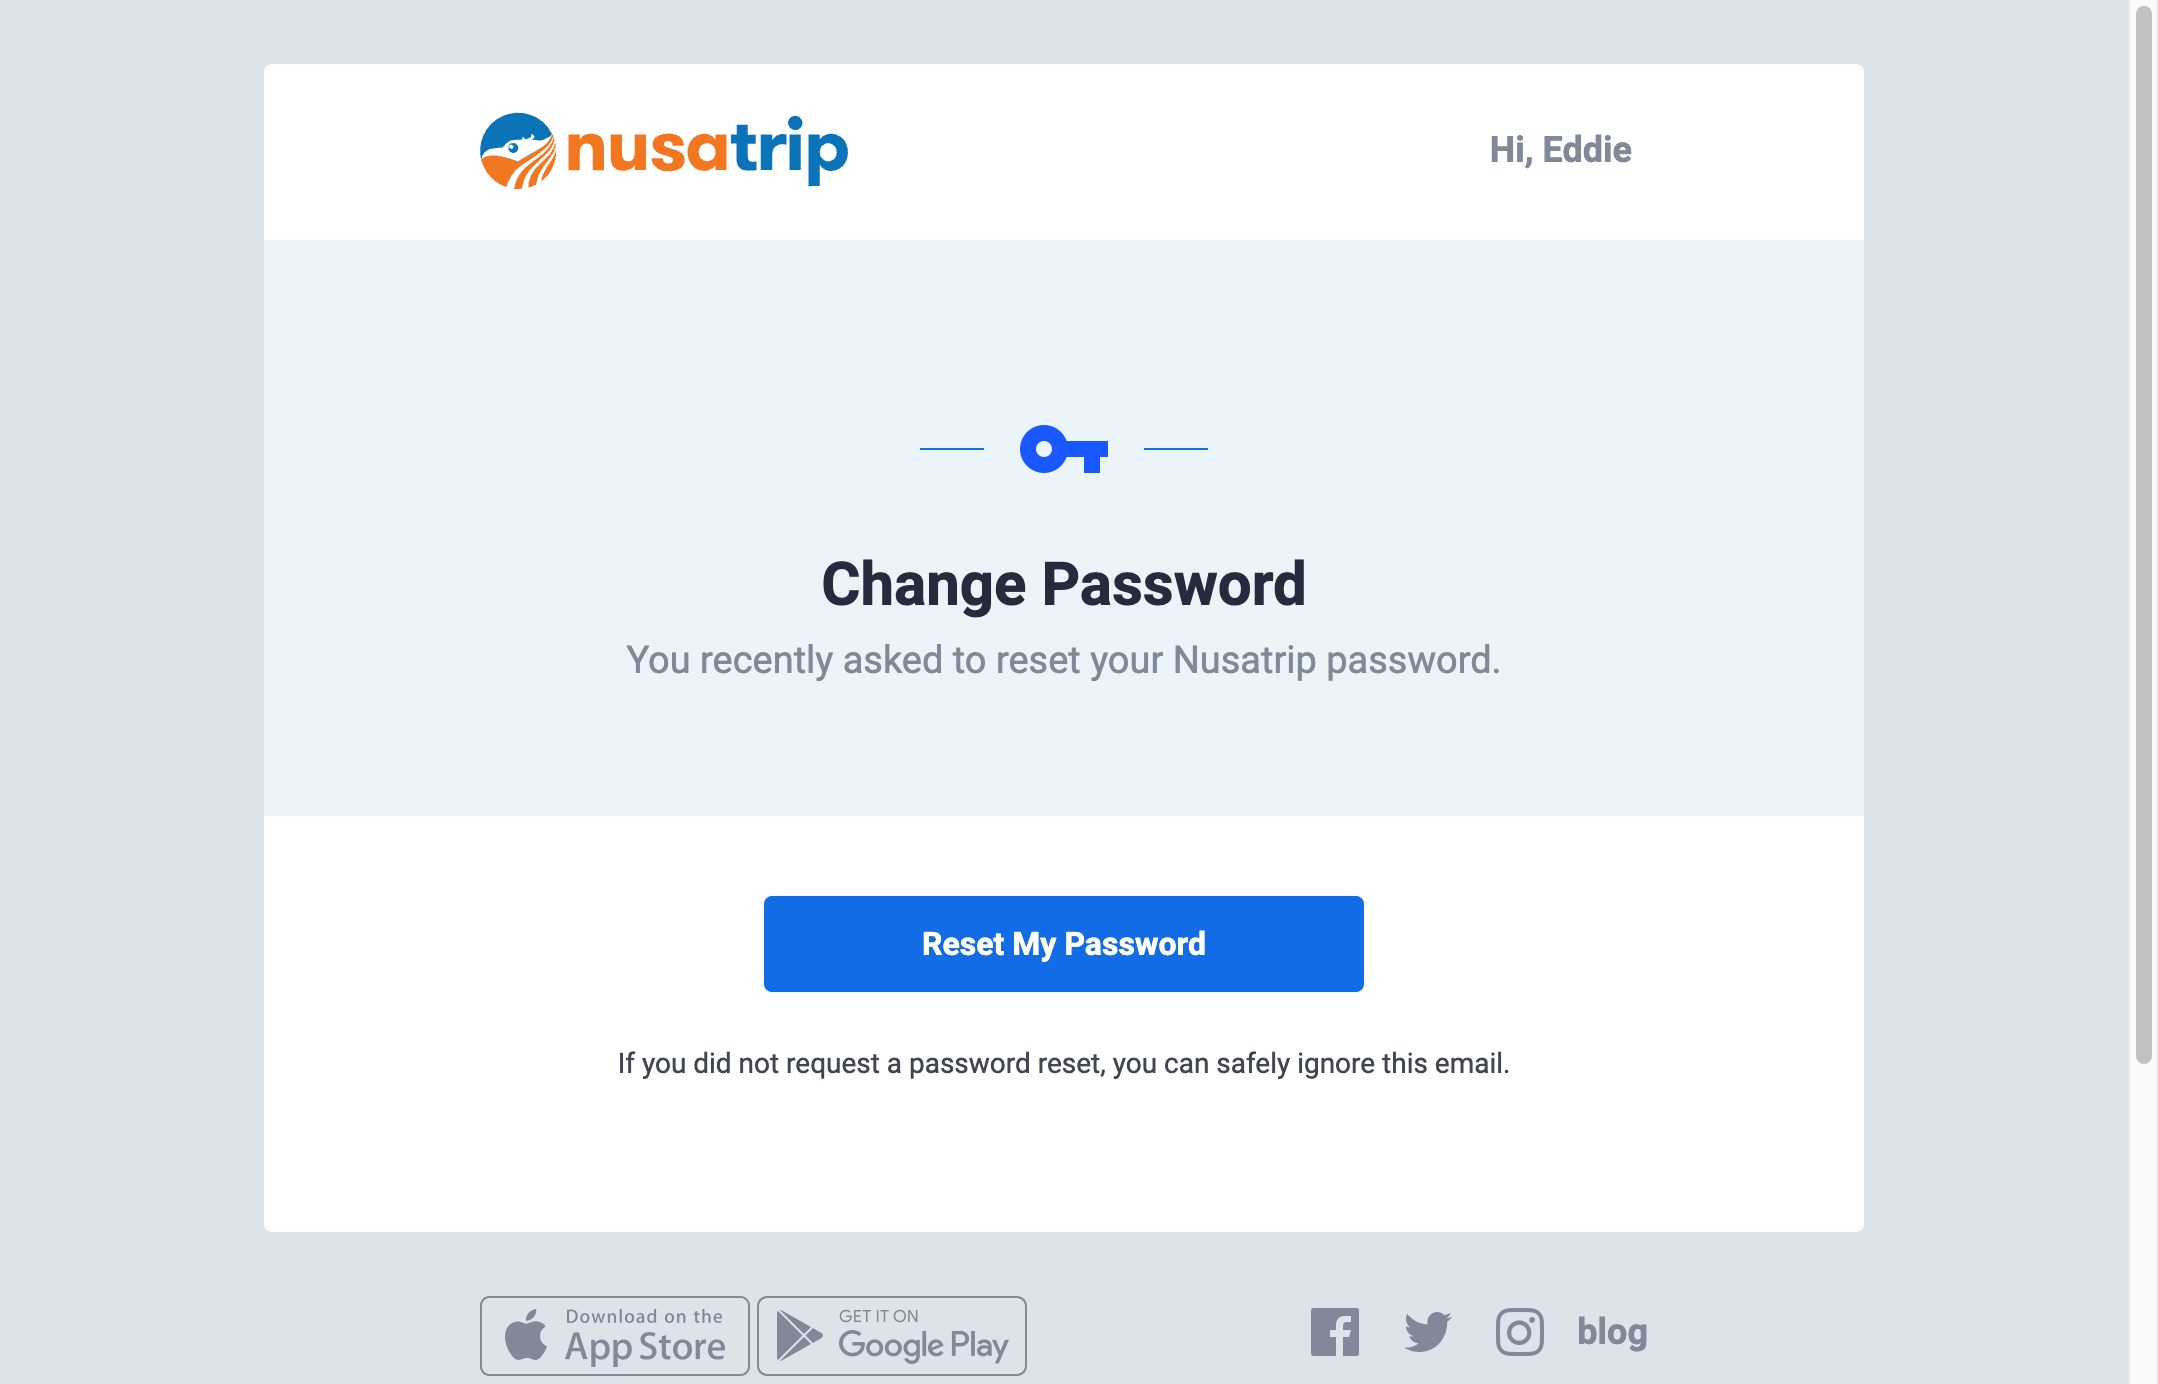 nusatrip
Hi, Eddie
Change Password
You recently asked to reset your Nusatrip password.
Reset My Password
If you did not request a password reset, you can safely ignore this email.
Download on the
App Store
GET IT ON
Google Play
blog